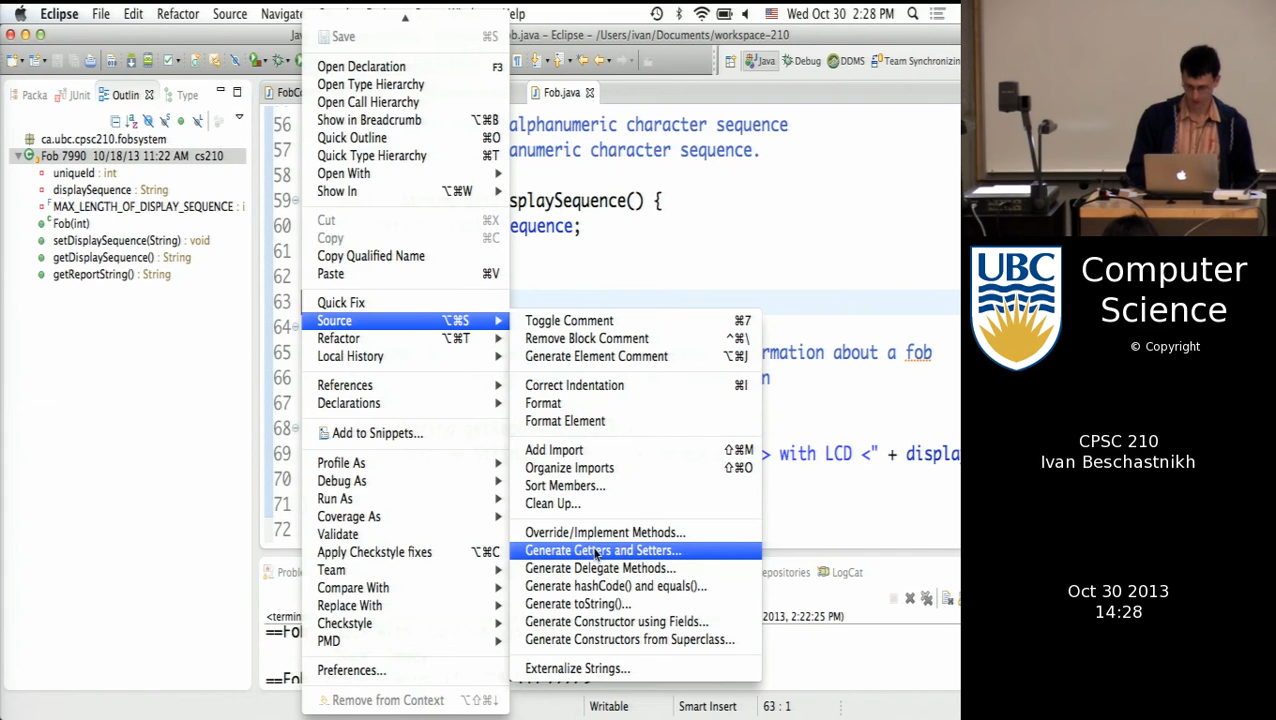 Eclipse File Edit Refactor Source Navigate Help Wed Oct 30 2:28 PM
Fob.java - Eclipse - /Users/ivan/Documents/workspace-210
Java Debug DDMS Team Synchronizing
Packa JUnit Outlin Type
Fob.java
ca.ubc.cpsc210.fobsystem
Fob 7990 10/18/13 11:22 AM cs210
uniqueId : int
displaySequence : String
MAX_LENGTH_OF_DISPLAY_SEQUENCE : i
Fob(int)
setDisplaySequence(String) : void
getDisplaySequence() : String
getReportString() : String
Save ⌘S
Open Declaration F3
Open Type Hierarchy
Open Call Hierarchy
Show in Breadcrumb ⌥⌘B
Quick Outline ⌘O
Quick Type Hierarchy ⌘T
Open With
Show In ⌥⌘W
Cut ⌘X
Copy ⌘C
Copy Qualified Name
Paste ⌘V
Quick Fix
Source ⌥⌘S
Refactor ⌥⌘T
Local History
References
Declarations
Add to Snippets...
Profile As
Debug As
Run As
Coverage As
Validate
Apply Checkstyle fixes ⌥⌘C
Team
Compare With
Replace With
Checkstyle
PMD
Preferences...
Remove from Context ⌥⇧⌘↓
Toggle Comment ⌘7
Remove Block Comment ^⌘\
Generate Element Comment ⌥⌘J
Correct Indentation ⌘I
Format
Format Element
Add Import ⇧⌘M
Organize Imports ⇧⌘O
Sort Members...
Clean Up...
Override/Implement Methods...
Generate Getters and Setters...
Generate Delegate Methods...
Generate hashCode() and equals()...
Generate toString()...
Generate Constructor using Fields...
Generate Constructors from Superclass...
Externalize Strings...
56 alphanumeric character sequence
57 anumeric character sequence.
58
59 splaySequence() {
60 equence;
61
62
63
64
65 rmation about a fob
66 n
67
68
69 > with LCD <" + displa
70
71
72
LogCat
2013, 2:22:25 PM)
==Fo
Writable Smart Insert 63 : 1
UBC
Computer
Science
© Copyright
CPSC 210
Ivan Beschastnikh
Oct 30 2013
14:28